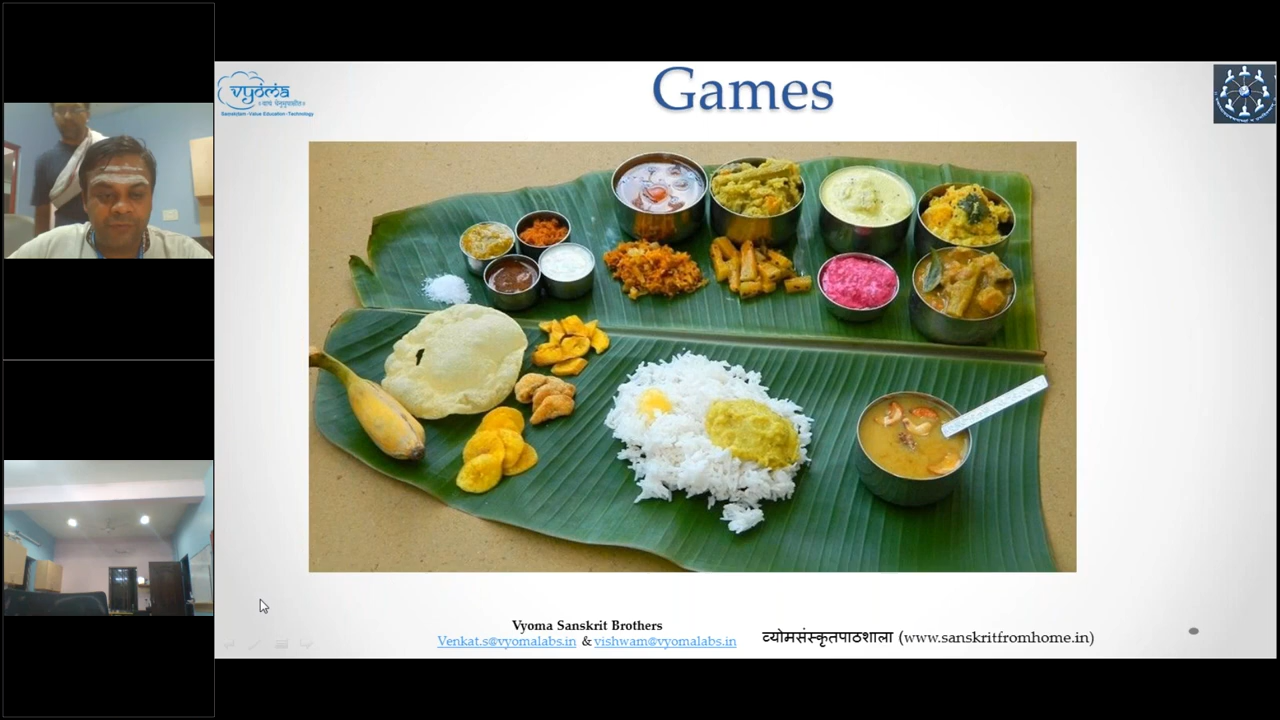 Games
vyoma
Samskrtam-Value Education-Technology
Vyoma Sanskrit Brothers
Venkat.s@vyomalabs.in & vishwam@vyomalabs.in
व्योमसंस्कृतपाठशाला (www.sanskritfromhome.in)